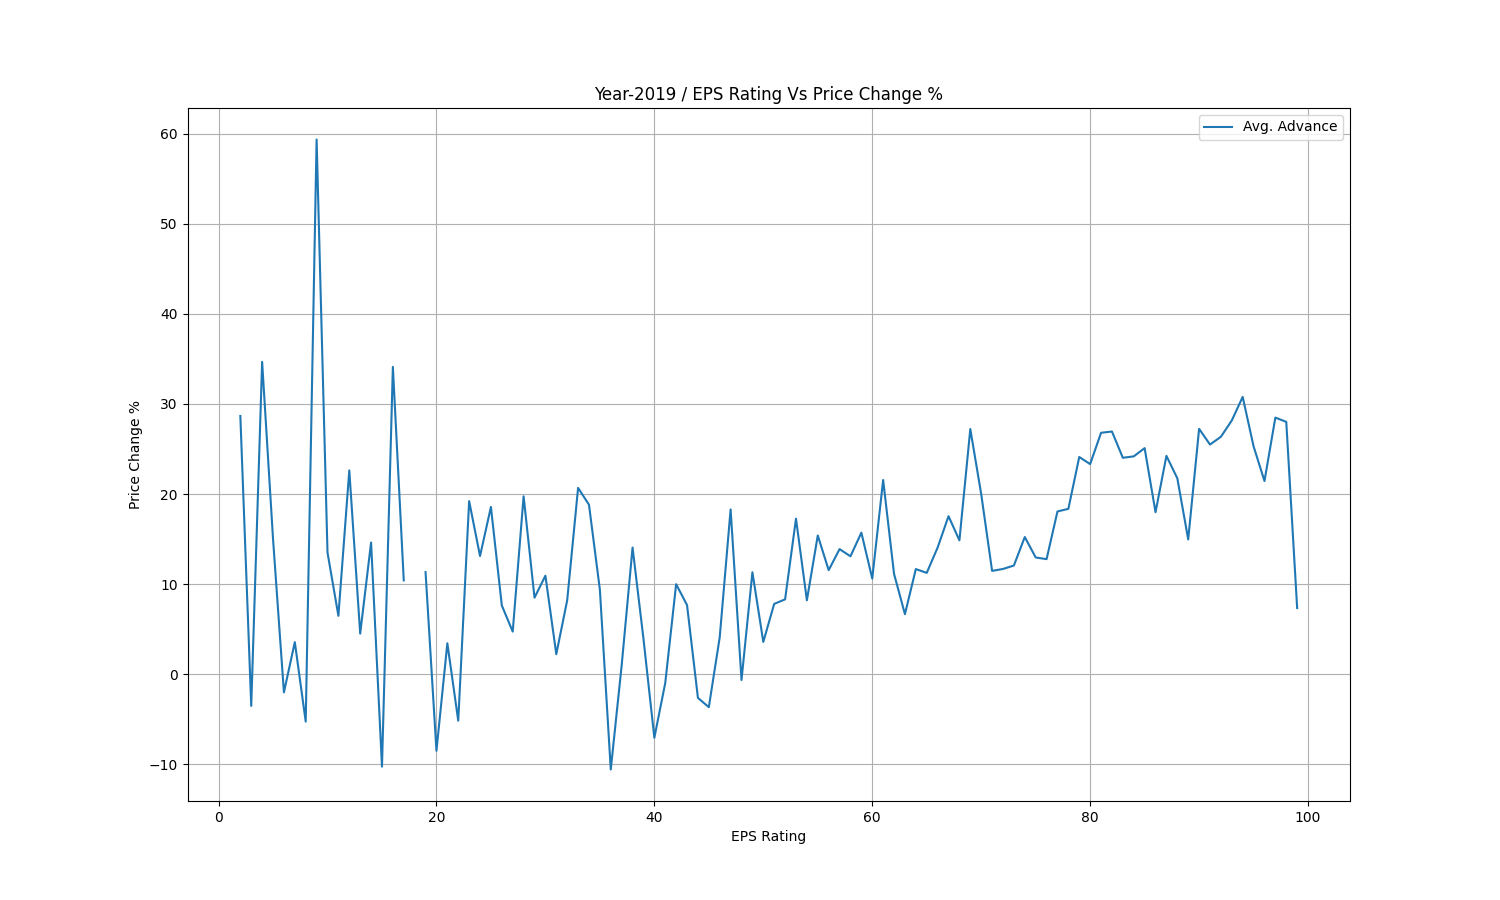 Year-2019 / EPS Rating Vs Price Change %
Avg. Advance
Price Change %
60
50
40
30
20
10
0
−10
0 20 40 60 80 100
EPS Rating